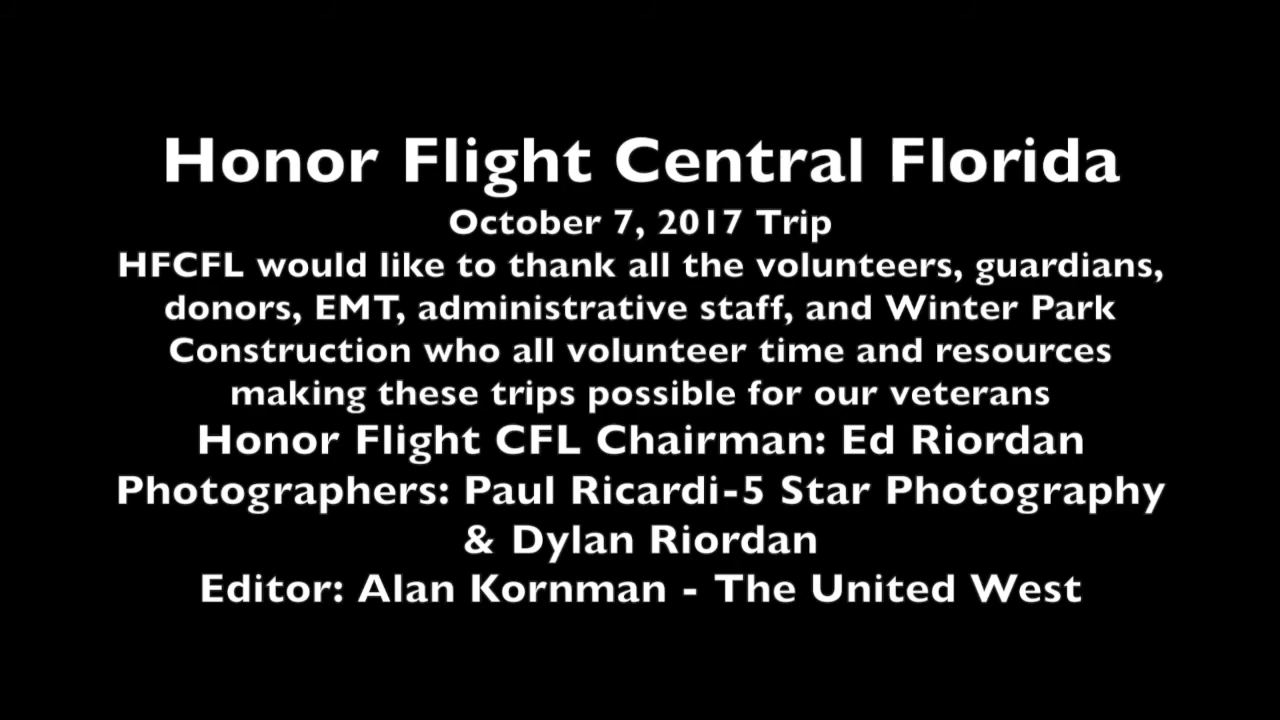 Honor Flight Central Florida
October 7, 2017 Trip
HFCFL would like to thank all the volunteers, guardians,
donors, EMT, administrative staff, and Winter Park
Construction who all volunteer time and resources
making these trips possible for our veterans
Honor Flight CFL Chairman: Ed Riordan
Photographers: Paul Ricardi-5 Star Photography
& Dylan Riordan
Editor: Alan Kornman - The United West